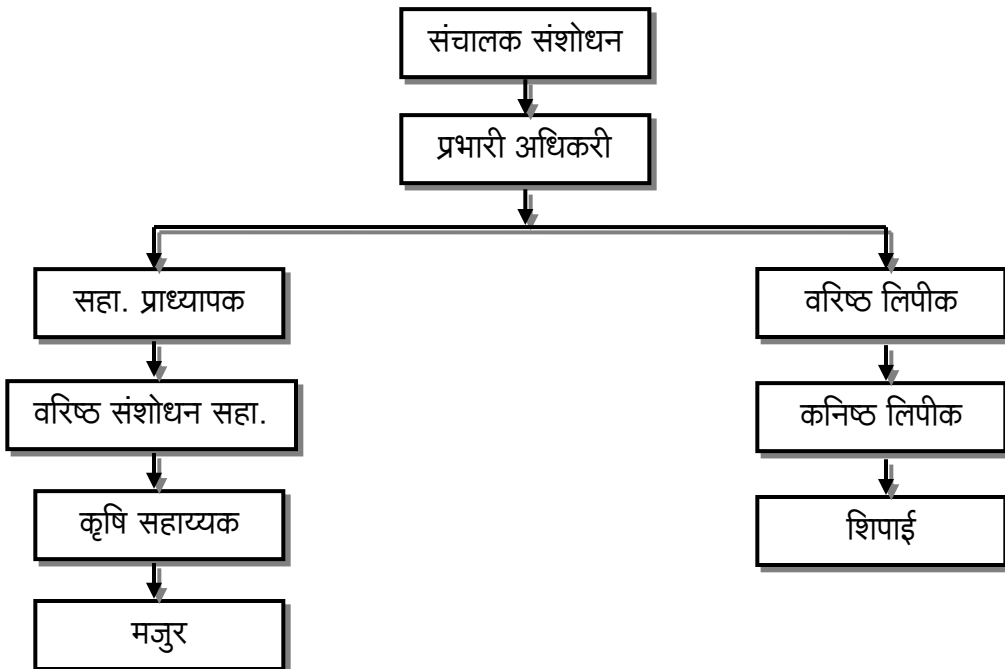 संचालक संशोधन
प्रभारी अधिकरी
सहा. प्राध्यापक
वरिष्ठ लिपीक
वरिष्ठ संशोधन सहा.
कनिष्ठ लिपीक
कृषि सहाय्यक
शिपाई
मजुर